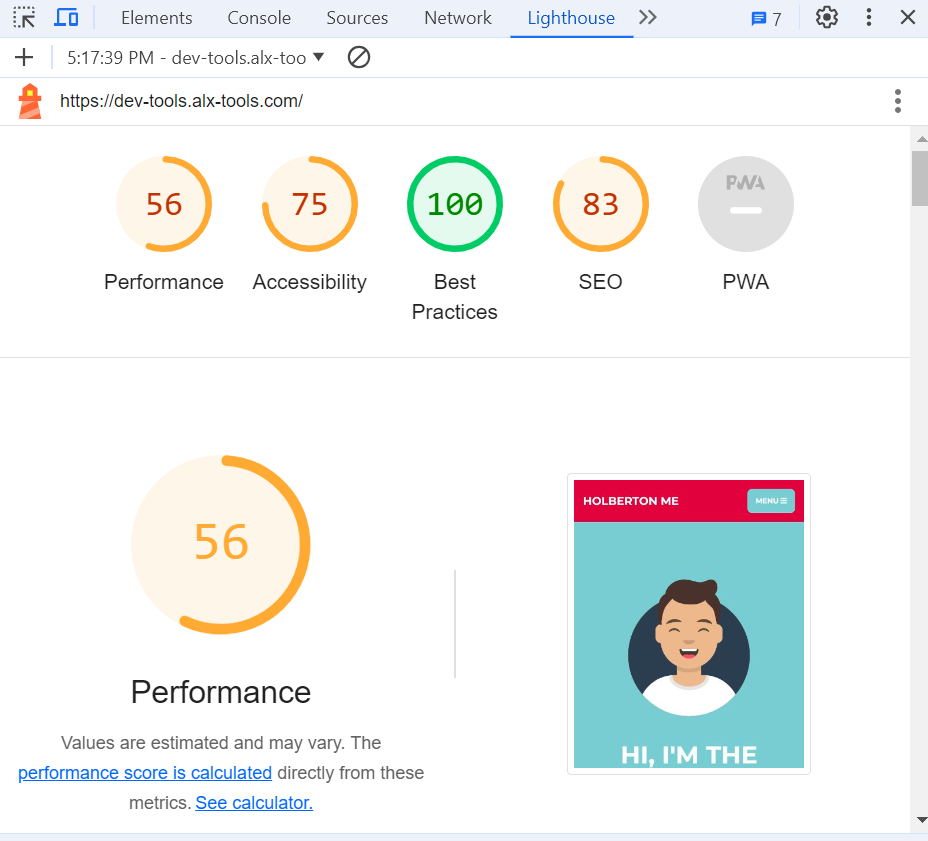 Elements Console Sources Network Lighthouse 7
5:17:39 PM - dev-tools.alx-too
https://dev-tools.alx-tools.com/
56 75 100 83 PWA
Performance Accessibility Best Practices SEO PWA
56
HOLBERTON ME MENU
HI, I'M THE
Performance
Values are estimated and may vary. The
performance score is calculated directly from these
metrics. See calculator.